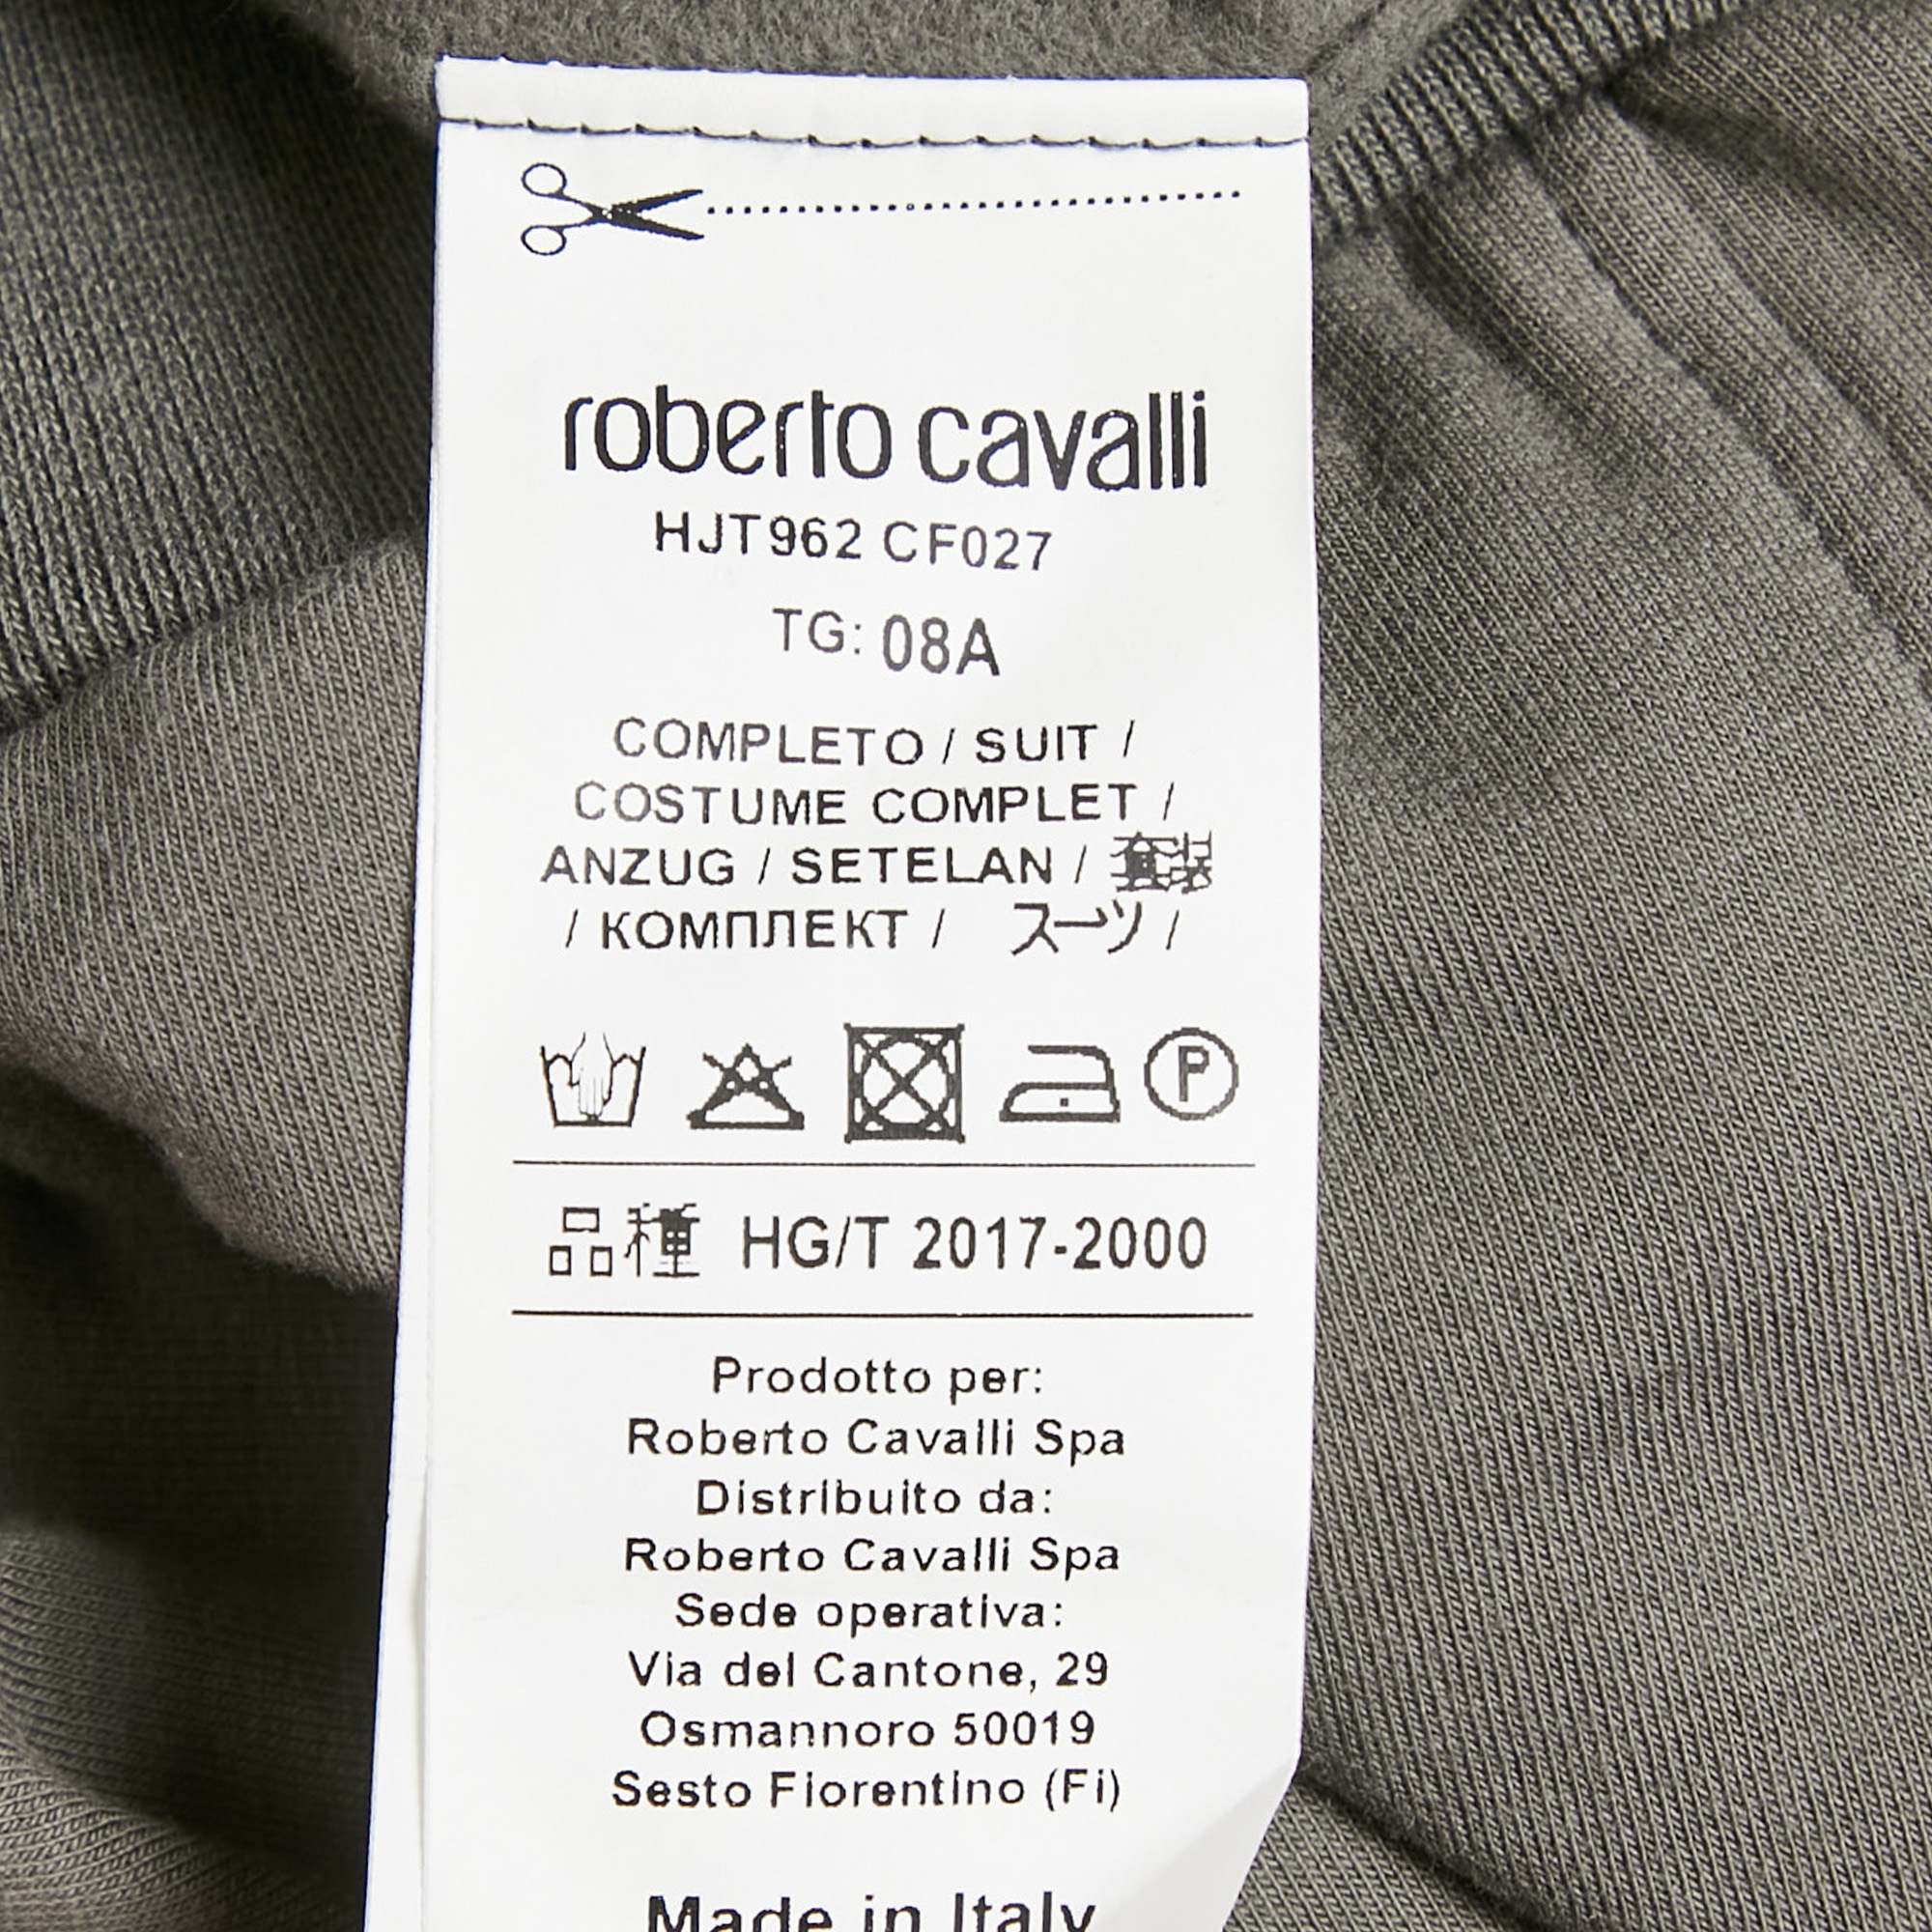 roberto cavalli
HJT962 CF027
TG: 08A
COMPLETO / SUIT /
COSTUME COMPLET /
ANZUG / SETELAN / 套装
/ КОМПЛЕКТ / スーツ /
P
品種 HG/T 2017-2000
Prodotto per:
Roberto Cavalli Spa
Distribuito da:
Roberto Cavalli Spa
Sede operativa:
Via del Cantone, 29
Osmannoro 50019
Sesto Fiorentino (Fi)
Made in Italy